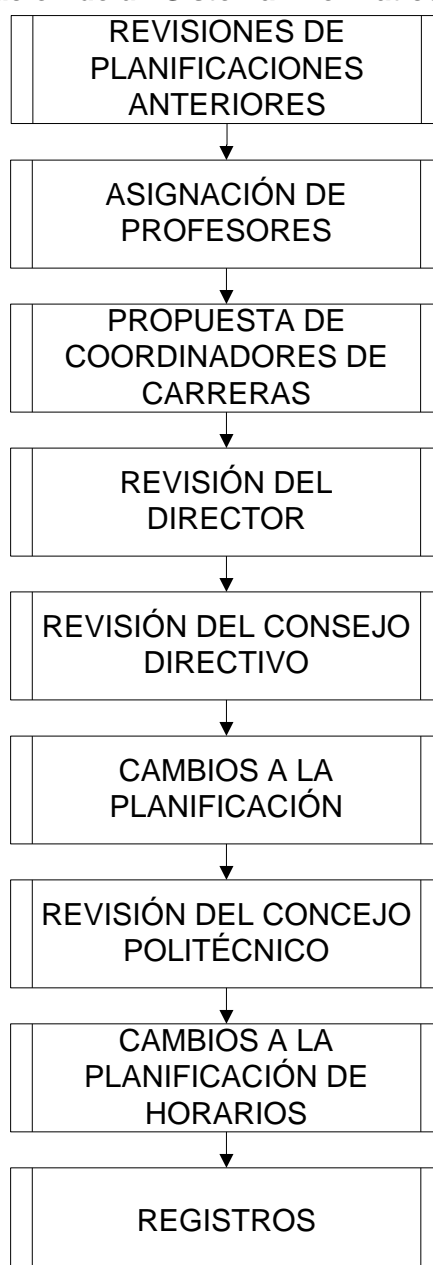 REVISIONES DE
PLANIFICACIONES
ANTERIORES
ASIGNACIÓN DE
PROFESORES
PROPUESTA DE
COORDINADORES DE
CARRERAS
REVISIÓN DEL
DIRECTOR
REVISIÓN DEL CONSEJO
DIRECTIVO
CAMBIOS A LA
PLANIFICACIÓN
REVISIÓN DEL CONCEJO
POLITÉCNICO
CAMBIOS A LA
PLANIFICACIÓN DE
HORARIOS
REGISTROS